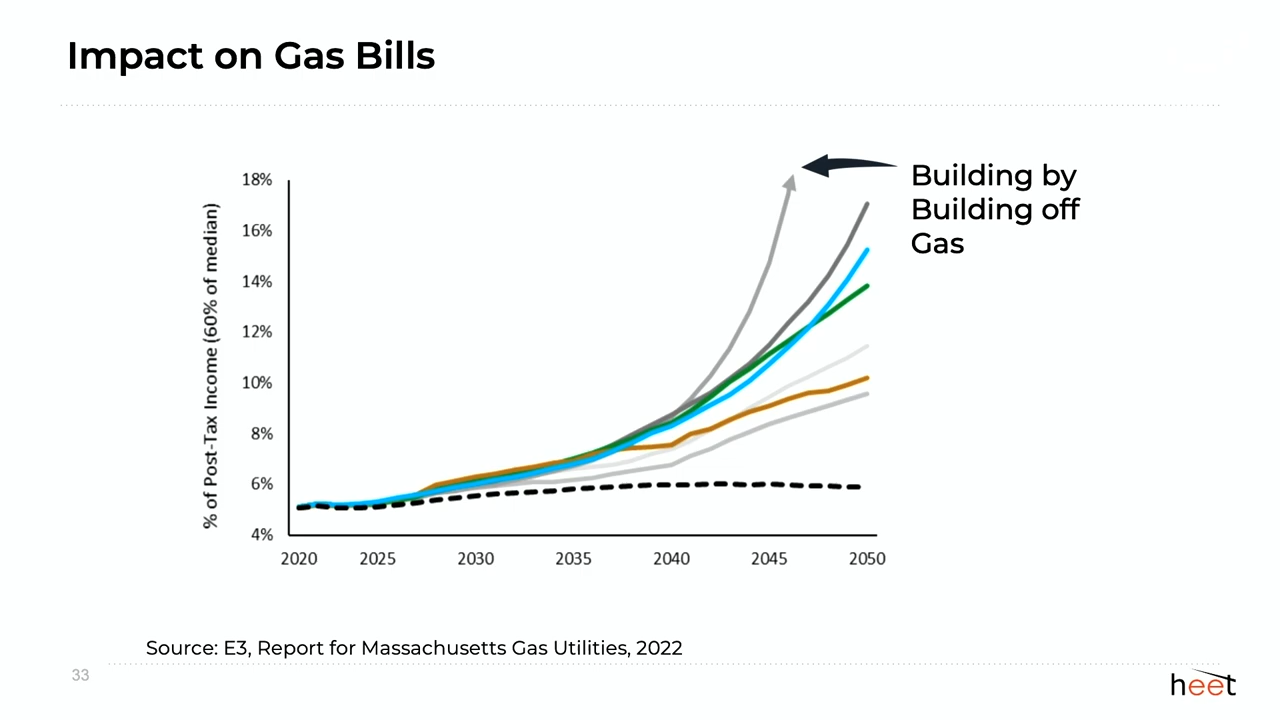 Impact on Gas Bills
Building by
Building off
Gas
% of Post-Tax Income (60% of median)
18%
16%
14%
12%
10%
8%
6%
4%
2020 2025 2030 2035 2040 2045 2050
Source: E3, Report for Massachusetts Gas Utilities, 2022
33
heet